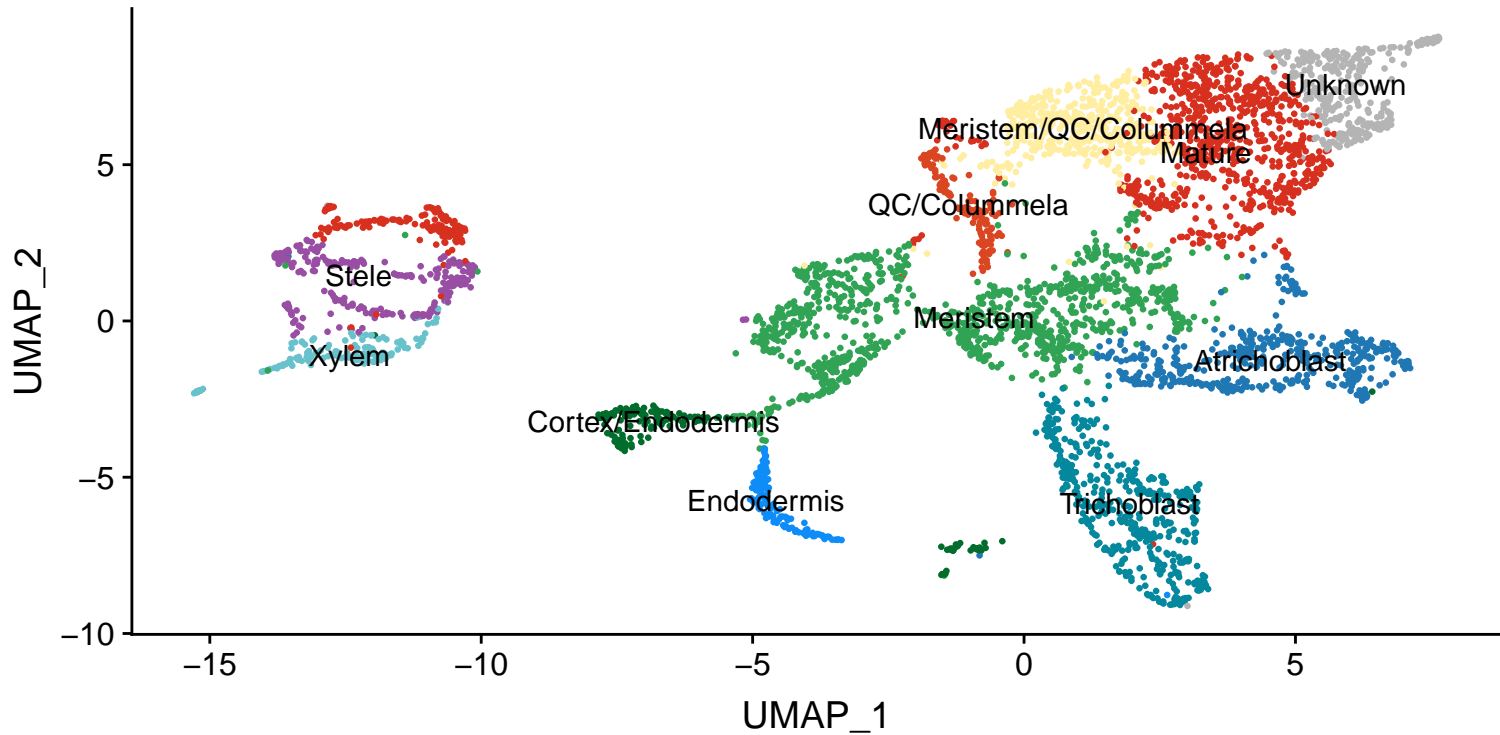 Unknown
Meristem/QC/Colummela
Mature
5
QC/Colummela
Stele
0
Meristem
Xylem
Atrichoblast
Cortex/Endodermis
−5
Endodermis
Trichoblast
−10
−15
−10
−5
0
5
UMAP_1
UMAP_2